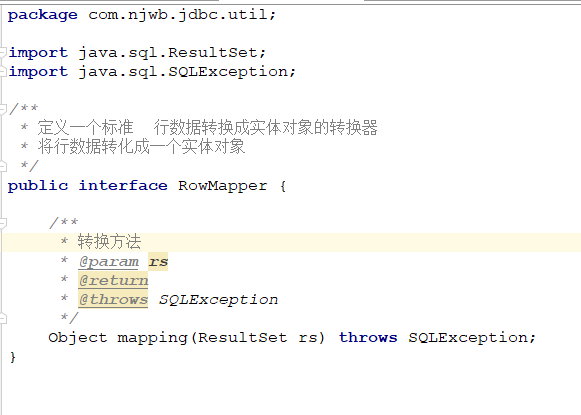 package com.njwb.jdbc.util;
import java.sql.ResultSet;
import java.sql.SQLException;
/**
* 定义一个标准  行数据转换成实体对象的转换器
* 将行数据转化成一个实体对象
*/
public interface RowMapper {
/**
* 转换方法
* @param rs
* @return
* @throws SQLException
*/
Object mapping(ResultSet rs) throws SQLException;
}